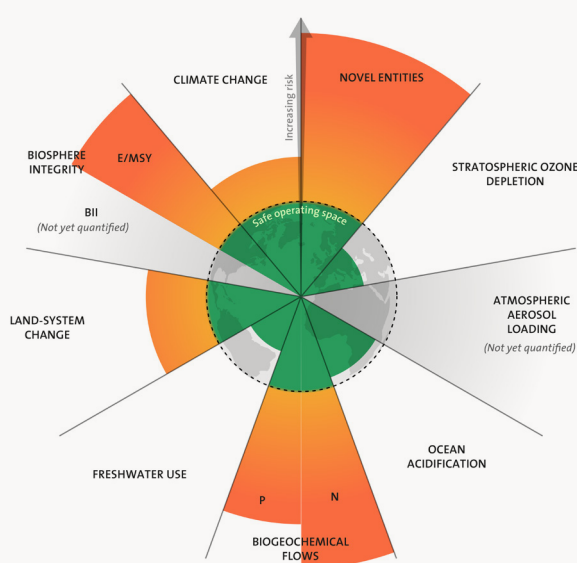 CLIMATE CHANGE
NOVEL ENTITIES
Increasing risk
BIOSPHERE
INTEGRITY
E/MSY
STRATOSPHERIC OZONE
DEPLETION
BII
(Not yet quantified)
Safe operating space
LAND-SYSTEM
CHANGE
ATMOSPHERIC
AEROSOL
LOADING
(Not yet quantified)
FRESHWATER USE
OCEAN
ACIDIFICATION
P
N
BIOGEOCHEMICAL
FLOWS